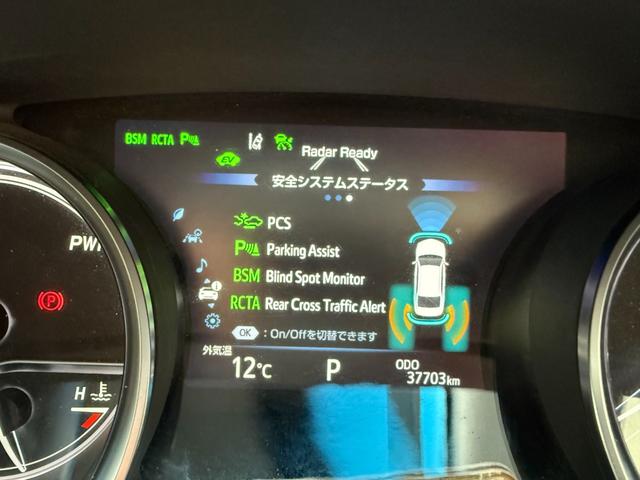 BSM RCTA P
EV
Radar Ready
安全システムステータス
PCS
P Parking Assist
BSM Blind Spot Monitor
RCTA Rear Cross Traffic Alert
OK :On/Offを切替できます
外気温
12℃ P ODO 37703km
PWR
P
H